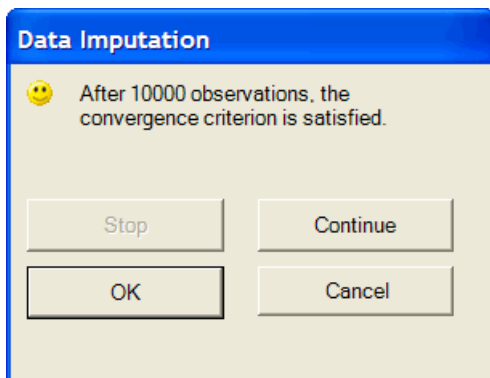 Data Imputation
After 10000 observations, the
convergence criterion is satisfied.
Stop
Continue
OK
Cancel